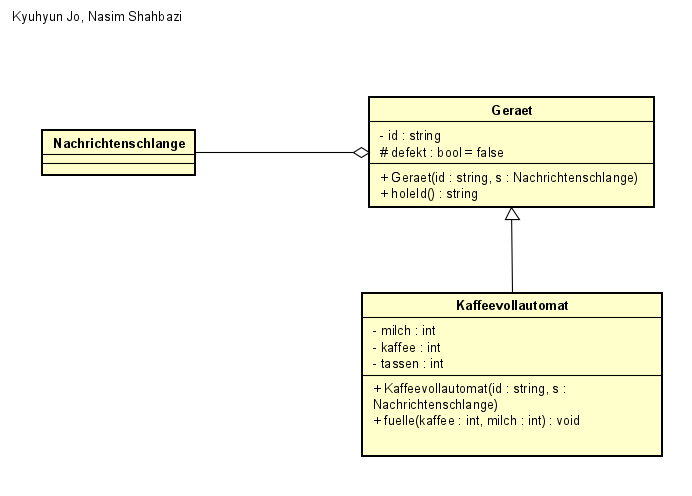 Kyuhyun Jo, Nasim Shahbazi
Nachrichtenschlange
Geraet
- id : string
# defekt : bool = false
+ Geraet(id : string, s : Nachrichtenschlange)
+ holeId() : string
Kaffeevollautomat
- milch : int
- kaffee : int
- tassen : int
+ Kaffeevollautomat(id : string, s :
Nachrichtenschlange)
+ fuelle(kaffee : int, milch : int) : void